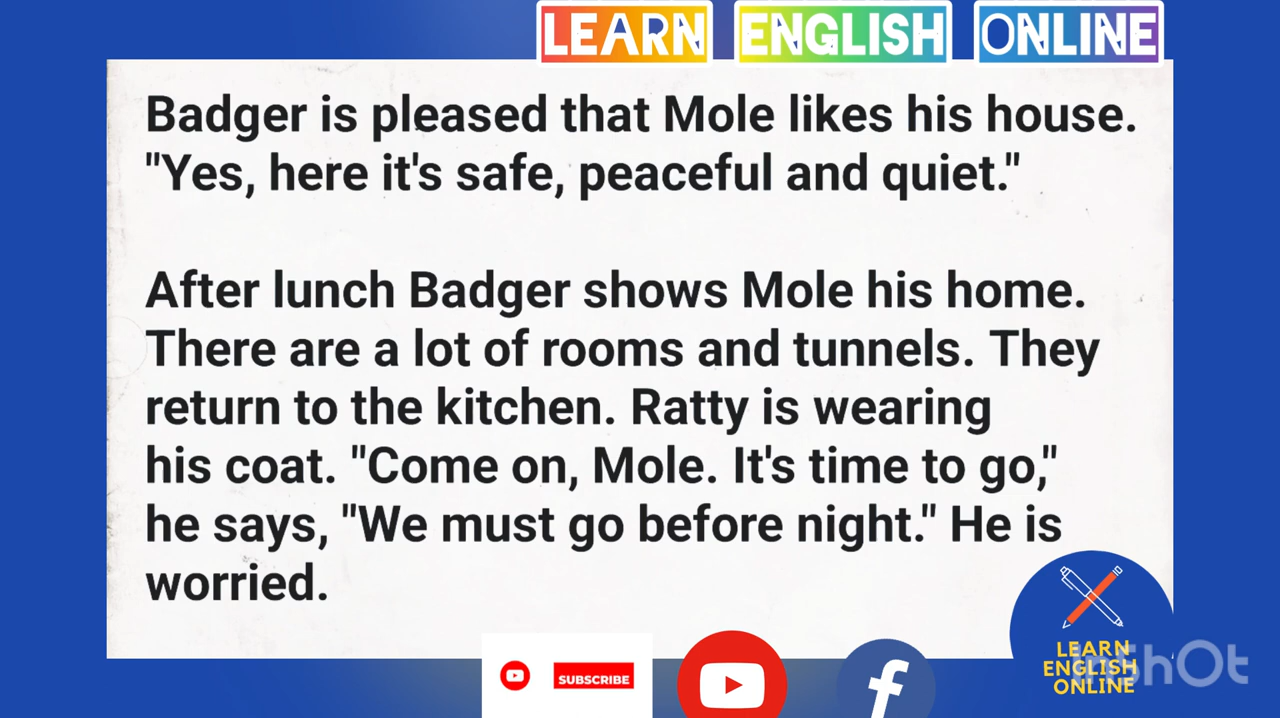 LEARN ENGLISH ONLINE
Badger is pleased that Mole likes his house.
"Yes, here it's safe, peaceful and quiet."
After lunch Badger shows Mole his home.
There are a lot of rooms and tunnels. They
return to the kitchen. Ratty is wearing
his coat. "Come on, Mole. It's time to go,"
he says, "We must go before night." He is
worried.
SUBSCRIBE
f
LEARN
ENGLISH
ONLINE
InShOt